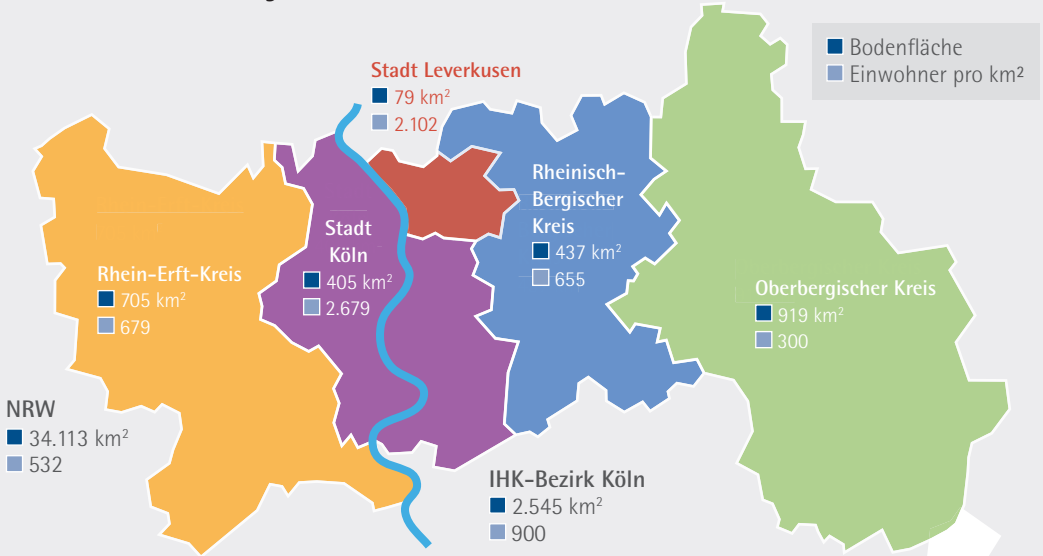 Bodenfläche
Einwohner pro km²
Stadt Leverkusen
79 km²
2.102
Rheinisch-
Bergischer
Kreis
437 km²
655
Stadt
Köln
405 km²
2.679
Rhein-Erft-Kreis
705 km²
679
Oberbergischer Kreis
919 km²
300
NRW
34.113 km²
532
IHK-Bezirk Köln
2.545 km²
900